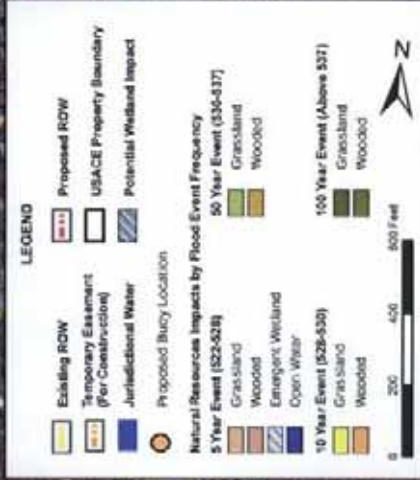 LEGEND
Existing ROW
Temporary Easement
(For Construction)
Jurisdictional Water
Proposed Buoy Location
Proposed ROW
USACE Property Boundary
Potential Wetland Impact
Natural Resources Impacts by Flood Event Frequency
5 Year Event (522-528)
Grassland
Wooded
Emergent Wetland
Open Water
10 Year Event (528-530)
Grassland
Wooded
50 Year Event (530-537]
Grassland
Wooded
100 Year Event (Above 537)
Grassland
Wooded
0 200 400 600 Feet
N